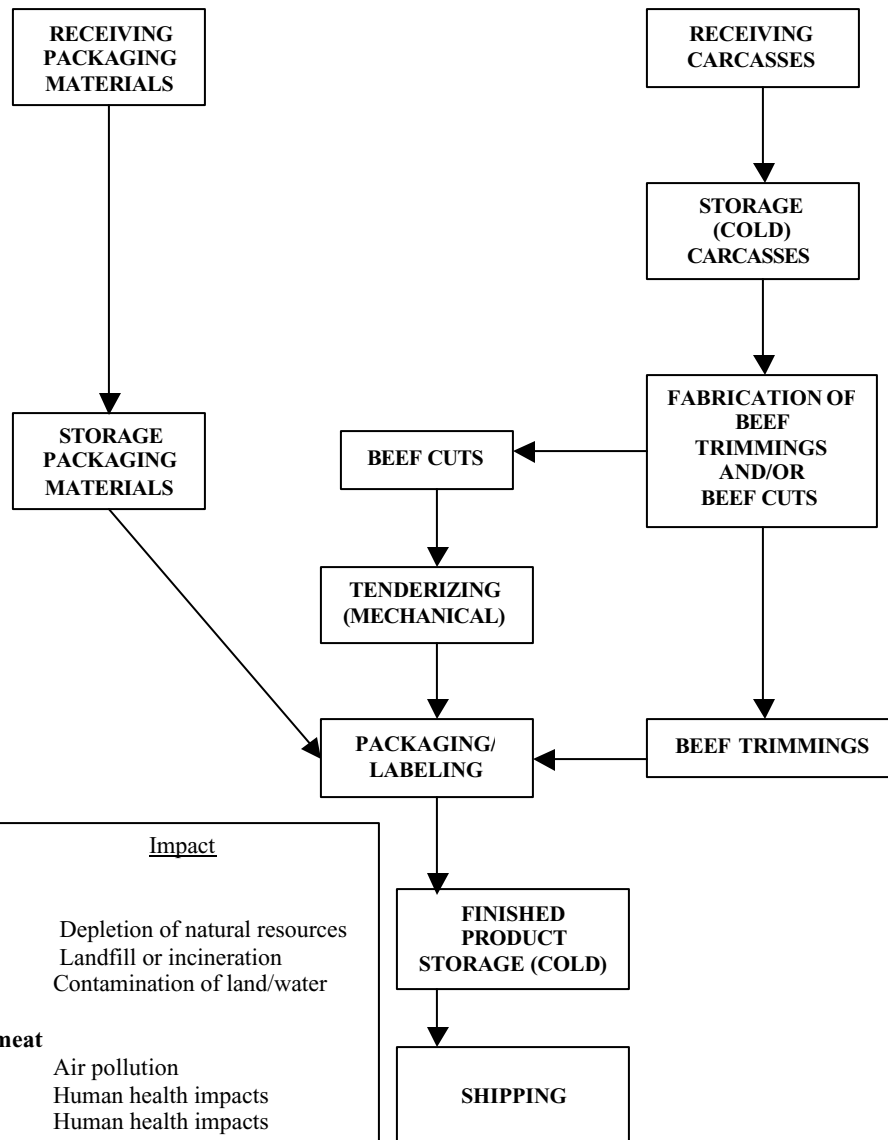 RECEIVING
PACKAGING
MATERIALS
RECEIVING
CARCASSES
STORAGE
(COLD)
CARCASSES
FABRICATION OF
BEEF
TRIMMINGS
AND/OR
BEEF CUTS
STORAGE
PACKAGING
MATERIALS
BEEF CUTS
TENDERIZING
(MECHANICAL)
PACKAGING/
LABELING
BEEF TRIMMINGS
Impact
Depletion of natural resources
Landfill or incineration
Contamination of land/water
meat
Air pollution
Human health impacts
Human health impacts
FINISHED
PRODUCT
STORAGE (COLD)
SHIPPING